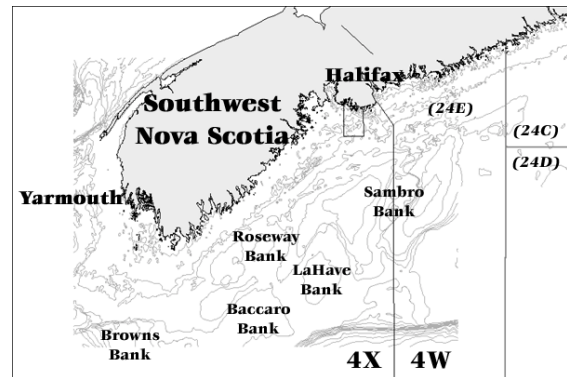 Halifax
Southwest
Nova Scotia
(24E)
(24C)
(24D)
Yarmouth
Sambro
Bank
Roseway
Bank
LaHave
Bank
Baccaro
Bank
Browns
Bank
4X
4W